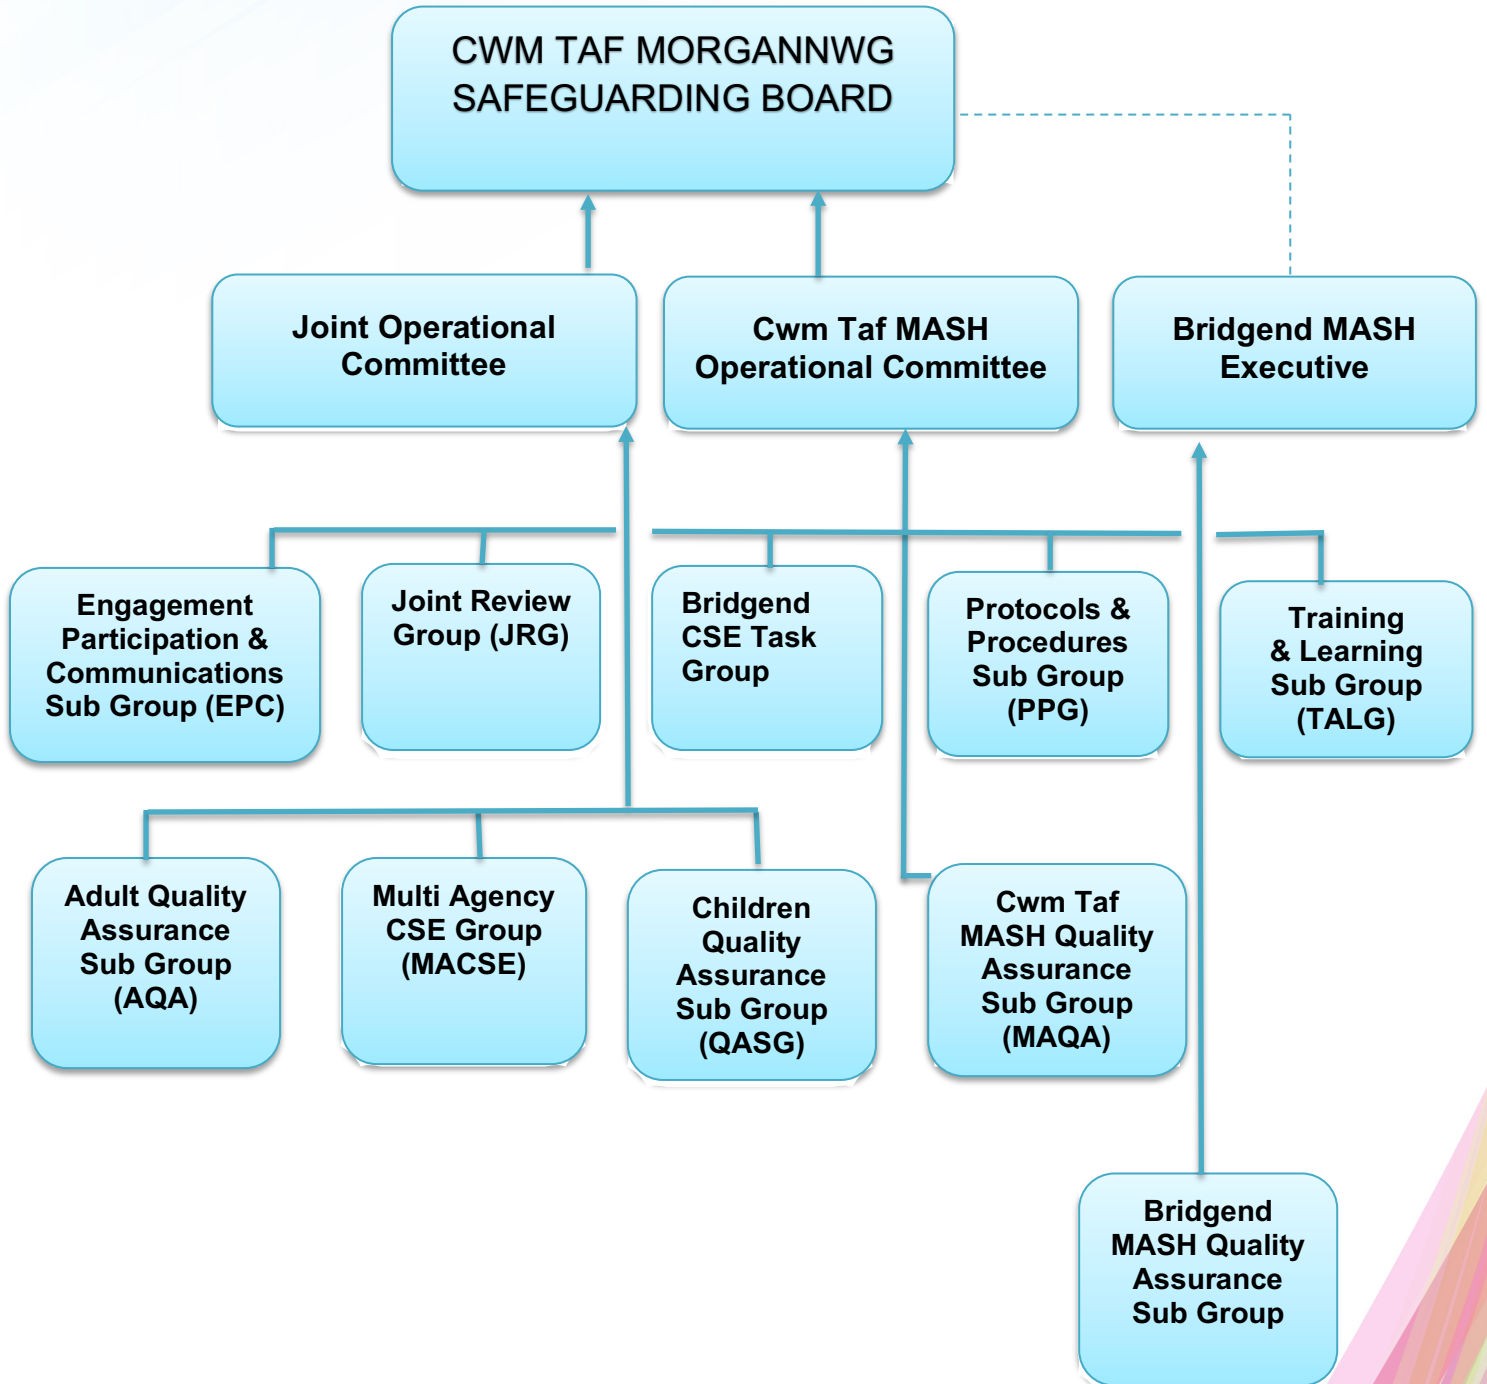 CWM TAF MORGANNWG
SAFEGUARDING BOARD
Joint Operational
Committee
Cwm Taf MASH
Operational Committee
Bridgend MASH
Executive
Engagement
Participation &
Communications
Sub Group (EPC)
Joint Review
Group (JRG)
Bridgend
CSE Task
Group
Protocols &
Procedures
Sub Group
(PPG)
Training
& Learning
Sub Group
(TALG)
Adult Quality
Assurance
Sub Group
(AQA)
Multi Agency
CSE Group
(MACSE)
Children
Quality
Assurance
Sub Group
(QASG)
Cwm Taf
MASH Quality
Assurance
Sub Group
(MAQA)
Bridgend
MASH Quality
Assurance
Sub Group